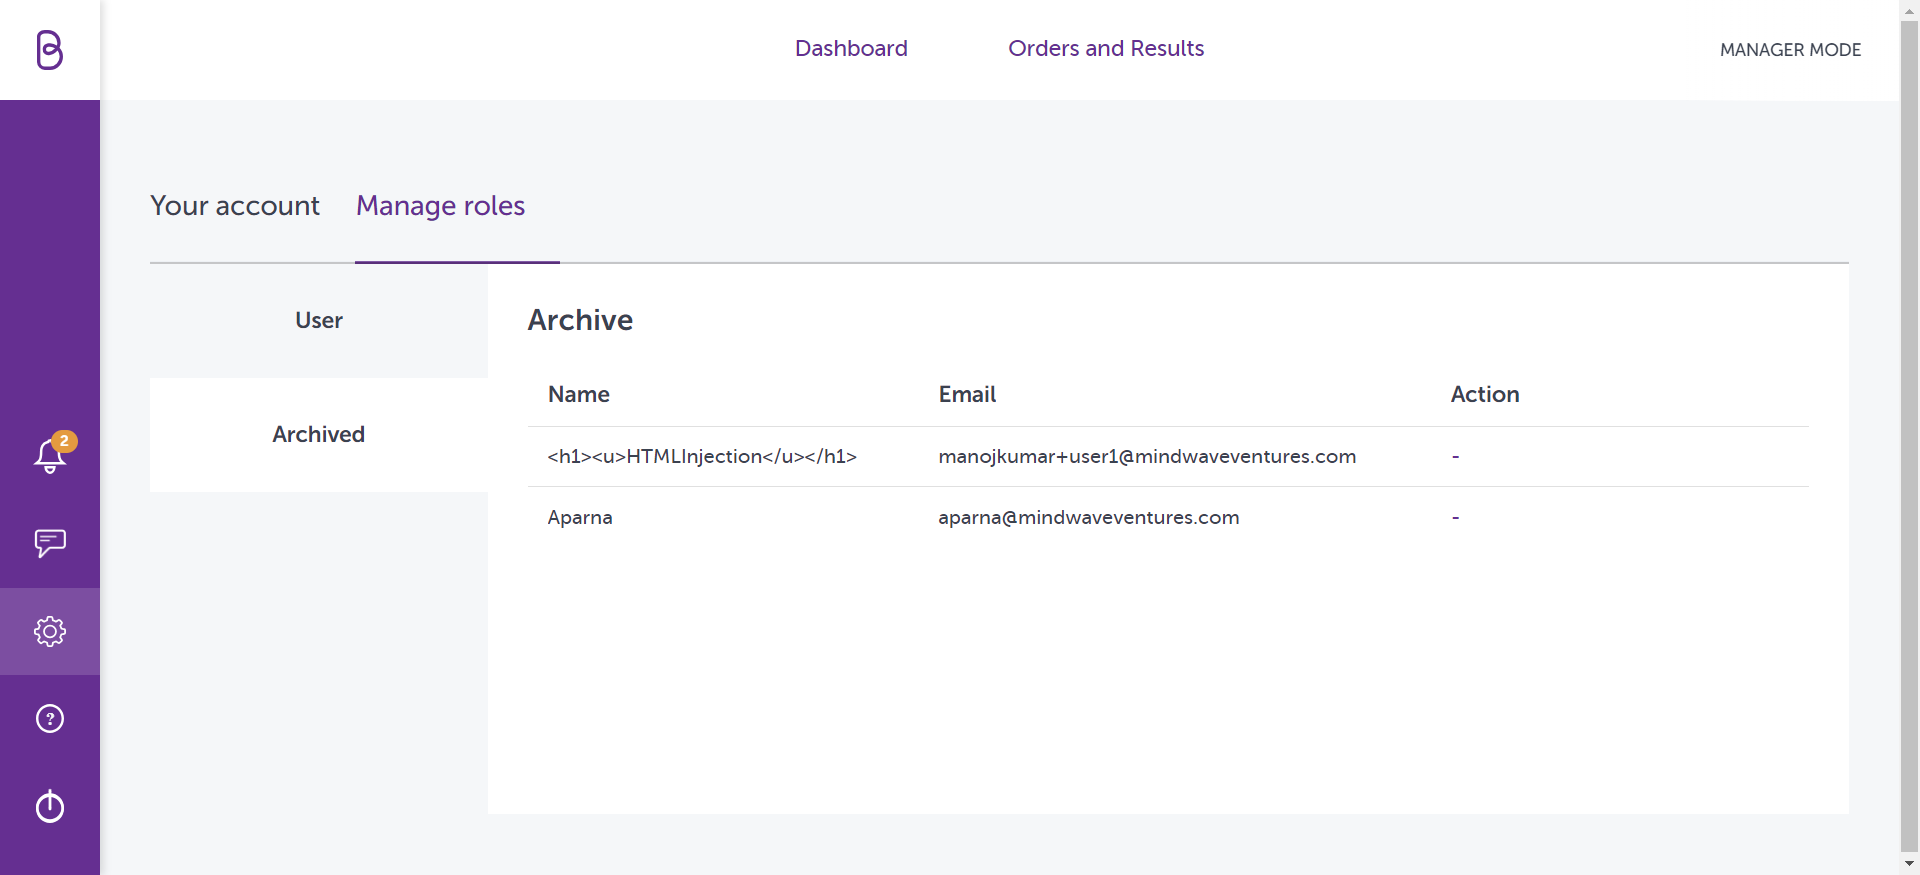 Dashboard
Orders and Results
MANAGER MODE
Your account
Manage roles
User
Archived
Archive
Name Email Action
<h1><u>HTMLInjection</u></h1> manojkumar+user1@mindwaveventures.com -
Aparna aparna@mindwaveventures.com -
2
?